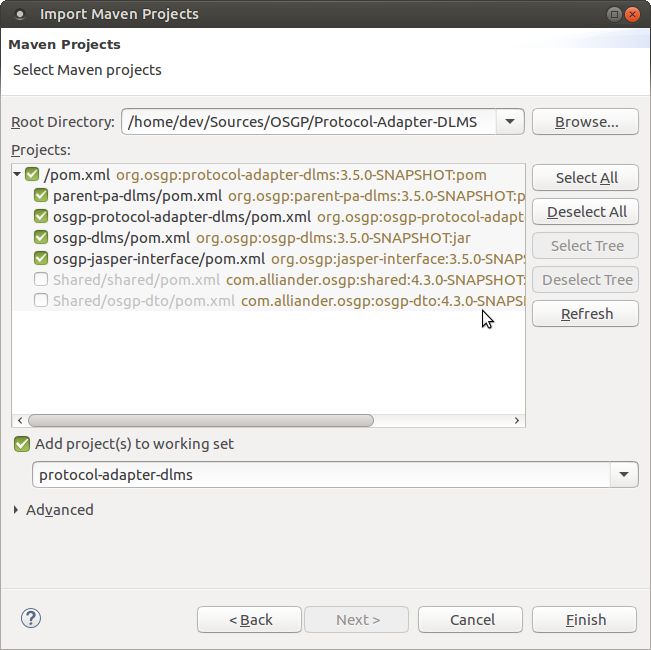 Import Maven Projects
Maven Projects
Select Maven projects
Root Directory: /home/dev/Sources/OSGP/Protocol-Adapter-DLMS Browse...
Projects:
/pom.xml org.osgp:protocol-adapter-dlms:3.5.0-SNAPSHOT:pom Select All
parent-pa-dlms/pom.xml org.osgp:parent-pa-dlms:3.5.0-SNAPSHOT:p
osgp-protocol-adapter-dlms/pom.xml org.osgp:osgp-protocol-adapt Deselect All
osgp-dlms/pom.xml org.osgp:osgp-dlms:3.5.0-SNAPSHOT:jar Select Tree
osgp-jasper-interface/pom.xml org.osgp:jasper-interface:3.5.0-SNAPS
Shared/shared/pom.xml com.alliander.osgp:shared:4.3.0-SNAPSHOT: Deselect Tree
Shared/osgp-dto/pom.xml com.alliander.osgp:osgp-dto:4.3.0-SNAPS
Refresh
Add project(s) to working set
protocol-adapter-dlms
Advanced
? < Back Next > Cancel Finish